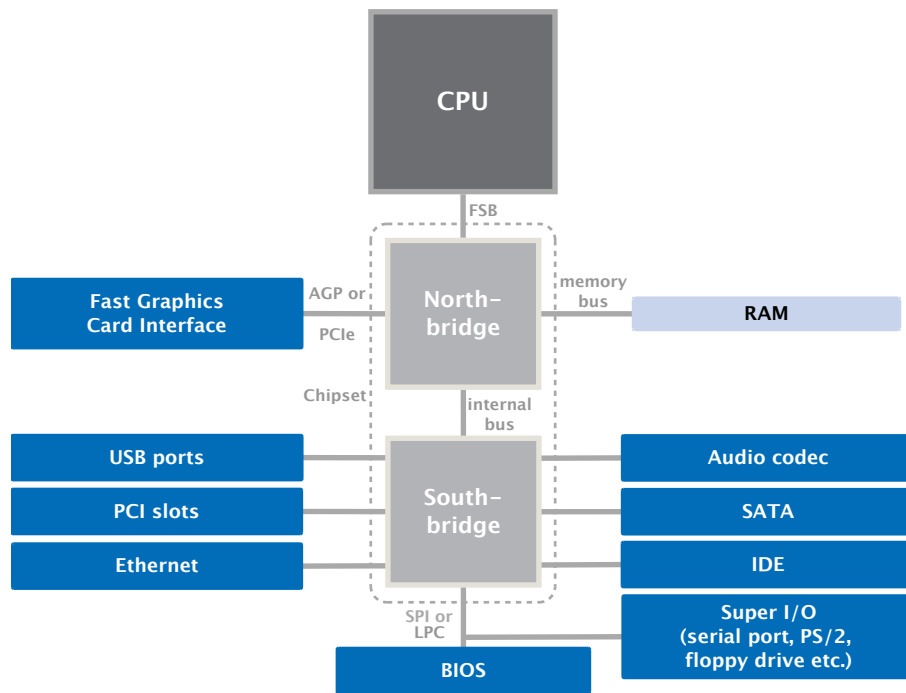 CPU
FSB
Fast Graphics
Card Interface
AGP or
PCIe
North-
bridge
memory
bus
RAM
Chipset
internal
bus
USB ports
PCI slots
Ethernet
South-
bridge
Audio codec
SATA
IDE
SPI or
LPC
Super I/O
(serial port, PS/2,
floppy drive etc.)
BIOS